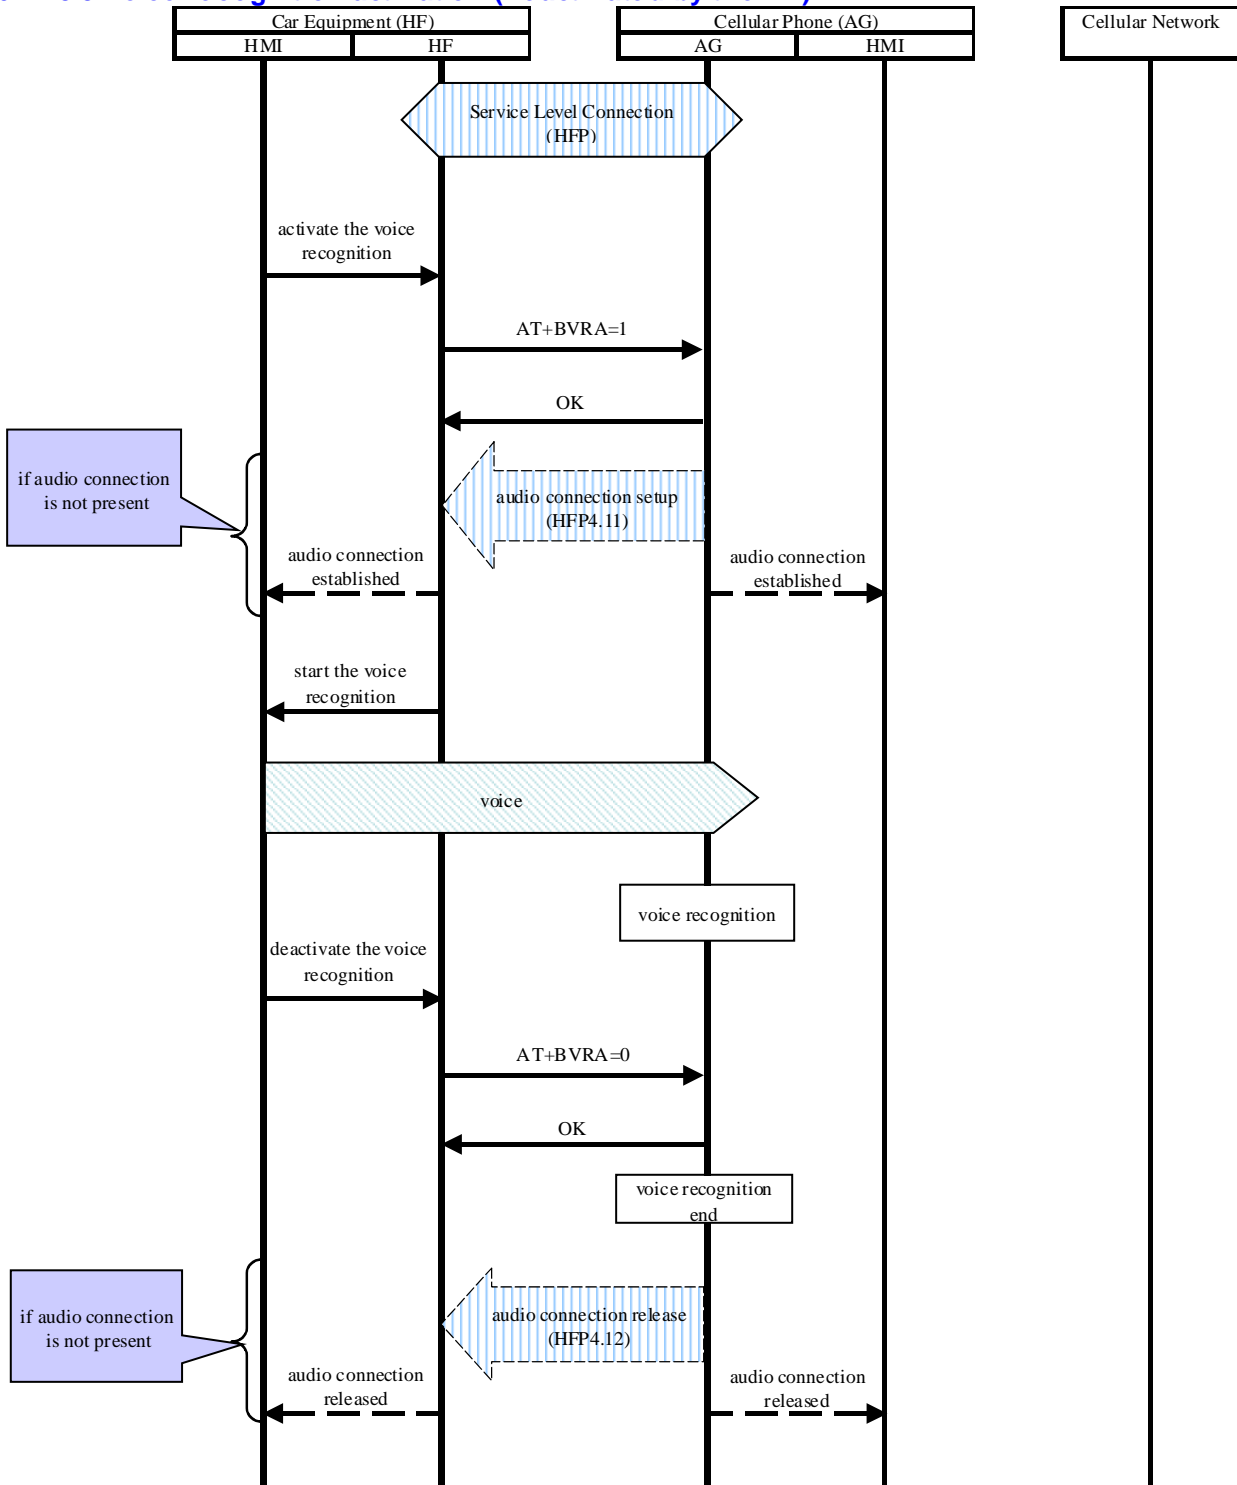 Car Equipment (HF)
Cellular Phone (AG)
Cellular Network
HMI
HF
AG
HMI
Service Level Connection
(HFP)
activate the voice
recognition
AT+BVRA=1
OK
if audio connection
is not present
audio connection setup
(HFP4.11)
audio connection
established
audio connection
established
start the voice
recognition
voice
voice recognition
deactivate the voice
recognition
AT+BVRA=0
OK
voice recognition
end
if audio connection
is not present
audio connection release
(HFP4.12)
audio connection
released
audio connection
released